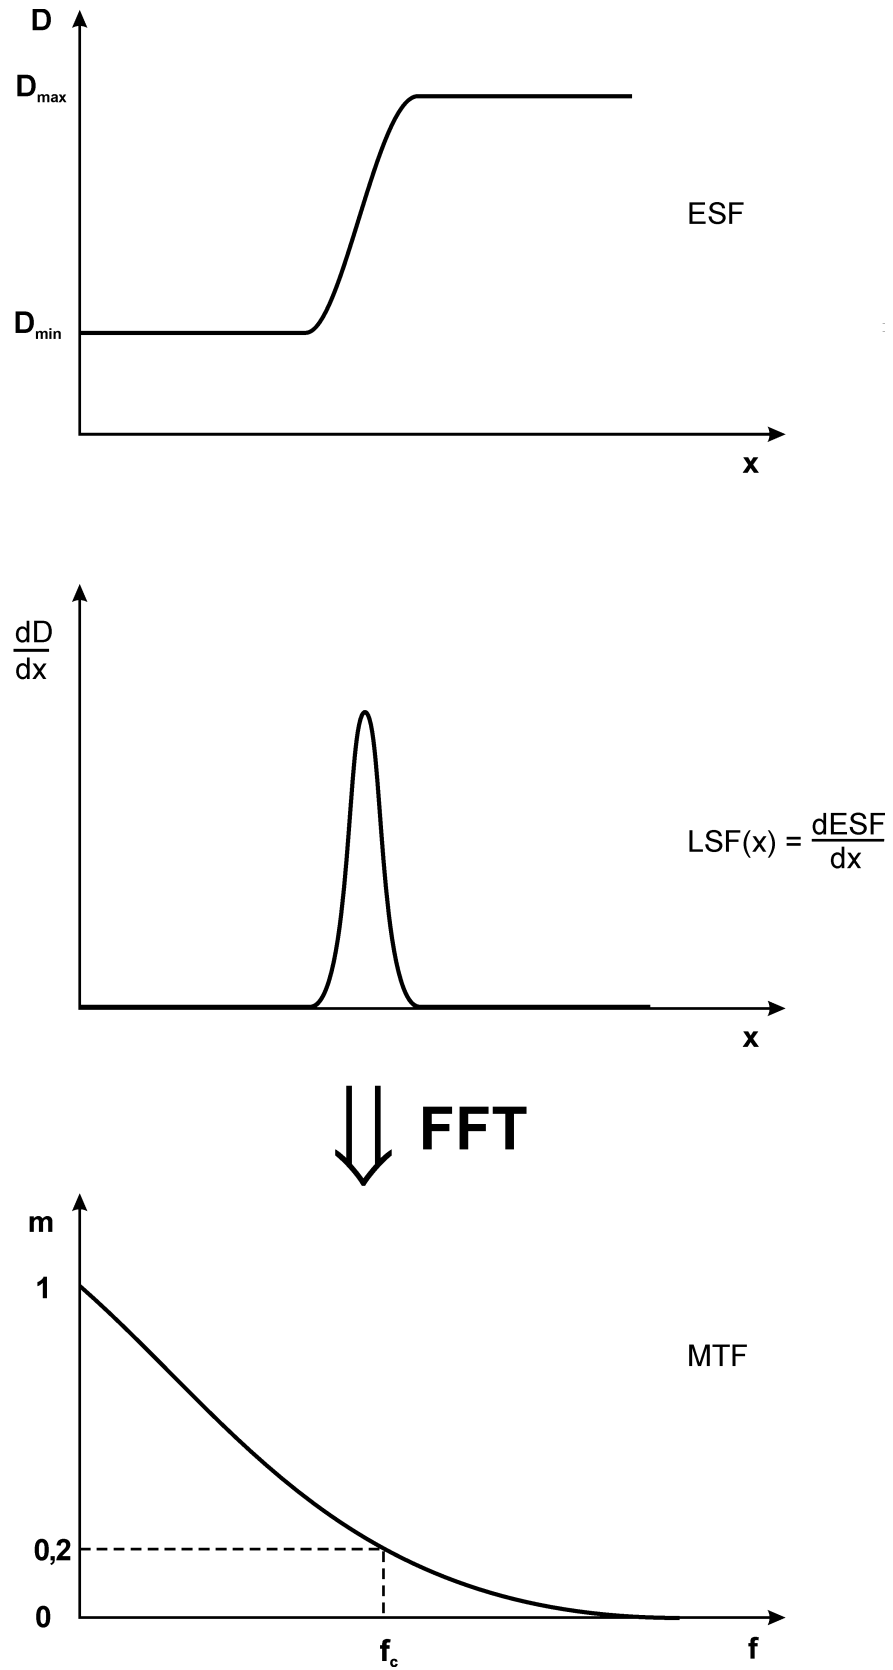 D
Dmax
ESF
Dmin
x
dD
dx
LSF(x) = dESF
dx
x
FFT
m
1
MTF
0,2
0
fc
f